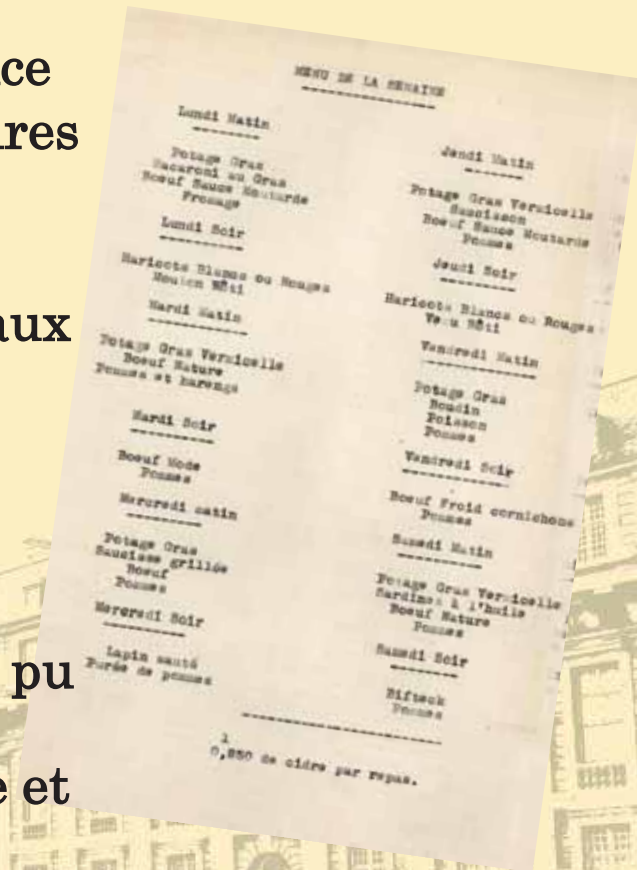 ce
res
aux
pu
e et
MENU DE LA SEMAINE
Lundi Matin
Potage Gras
Macaroni au Gras
Boeuf Sauce Moutarde
Fromage
Lundi Soir
Haricots Blancs ou Rouges
Mouton Rôti
Mardi Matin
Potage Gras Vermicelle
Boeuf Nature
Pommes et harengs
Mardi Soir
Boeuf Mode
Pommes
Mercredi matin
Potage Gras
Saucisse grillée
Boeuf
Pommes
Mercredi Soir
Lapin sauté
Purée de pommes
Jeudi Matin
Potage Gras Vermicelle
Saucisson
Boeuf Sauce Moutarde
Pommes
Jeudi Soir
Haricots Blancs ou Rouges
Veau Rôti
Vendredi Matin
Potage Gras
Boudin
Poisson
Pommes
Vendredi Soir
Boeuf Froid cornichons
Pommes
Samedi Matin
Potage Gras Vermicelle
Sardines à l'huile
Boeuf Nature
Pommes
Samedi Soir
Bifteck
Pommes
1
0,850 de cidre par repas.